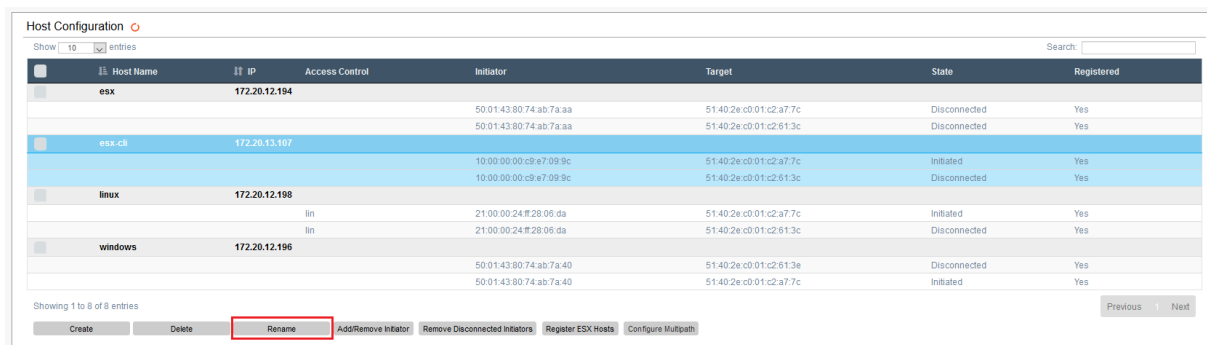 Host Configuration
Show 10 entries Search:
Host Name IP Access Control Initiator Target State Registered
esx 172.20.12.194
50:01:43:80:74:ab:7a:aa 51:40:2e:c0:01:c2:a7:7c Disconnected Yes
50:01:43:80:74:ab:7a:aa 51:40:2e:c0:01:c2:61:3c Disconnected Yes
esx-cli 172.20.13.107
10:00:00:00:c9:e7:09:9c 51:40:2e:c0:01:c2:a7:7c Initiated Yes
10:00:00:00:c9:e7:09:9c 51:40:2e:c0:01:c2:61:3c Disconnected Yes
linux 172.20.12.198
lin 21:00:00:24:ff:28:06:da 51:40:2e:c0:01:c2:a7:7c Initiated Yes
lin 21:00:00:24:ff:28:06:da 51:40:2e:c0:01:c2:61:3c Disconnected Yes
windows 172.20.12.196
50:01:43:80:74:ab:7a:40 51:40:2e:c0:01:c2:61:3e Disconnected Yes
50:01:43:80:74:ab:7a:40 51:40:2e:c0:01:c2:a7:7c Initiated Yes
Showing 1 to 8 of 8 entries Previous 1 Next
Create Delete Rename Add/Remove Initiator Remove Disconnected Initiators Register ESX Hosts Configure Multipath